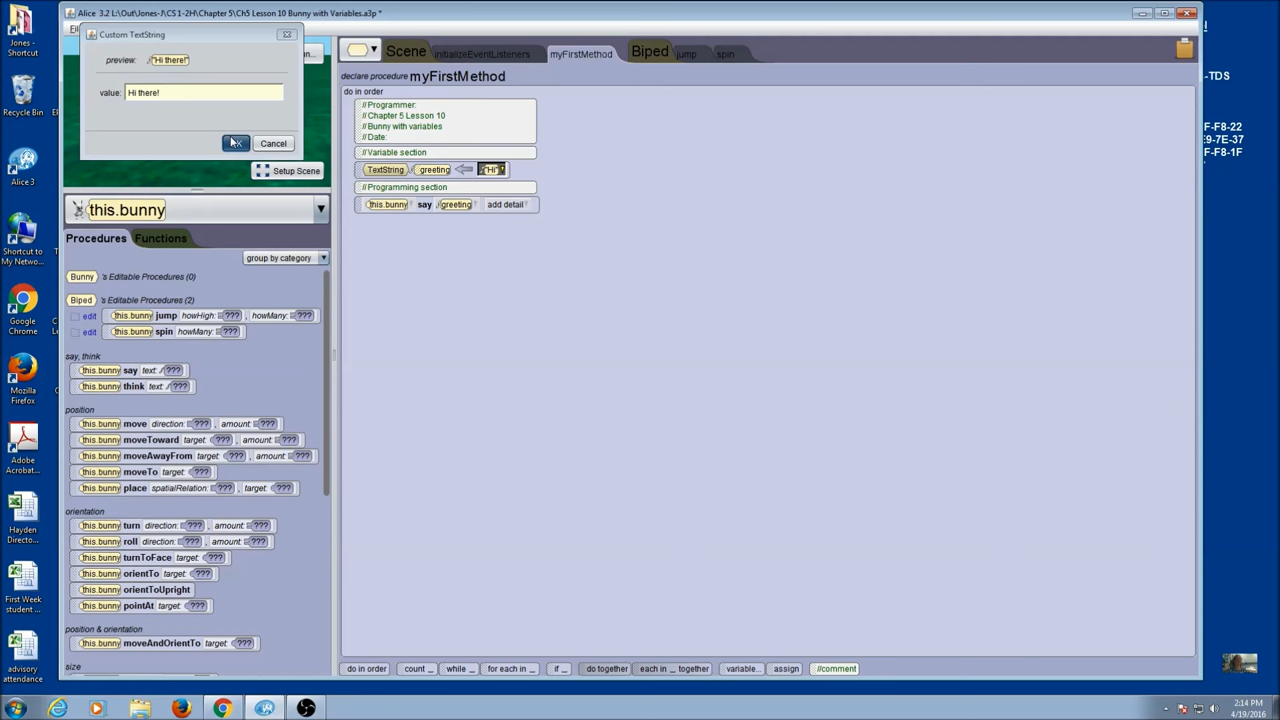 Alice 3.2 L:\Out\Jones-J\CS 1-2H\Chapter 5\Ch5 Lesson 10 Bunny with Variables.a3p *
Jones - Shortcut
Recycle Bin
Alice 3
Shortcut to My Netwo...
Google Chrome
Mozilla Firefox
Adobe Acrobat...
Hayden Directo...
First Week student ...
advisory attendance
Custom TextString
preview: "Hi there!"
value: Hi there!
OK
Cancel
Setup Scene
this.bunny
Procedures
Functions
group by category
Bunny 's Editable Procedures (0)
Biped 's Editable Procedures (2)
edit this.bunny jump howHigh: ??? , howMany: ???
edit this.bunny spin howMany: ???
say, think
this.bunny say text: ???
this.bunny think text: ???
position
this.bunny move direction: ??? , amount: ???
this.bunny moveToward target: ??? , amount: ???
this.bunny moveAwayFrom target: ??? , amount: ???
this.bunny moveTo target: ???
this.bunny place spatialRelation: ??? , target: ???
orientation
this.bunny turn direction: ??? , amount: ???
this.bunny roll direction: ??? , amount: ???
this.bunny turnToFace target: ???
this.bunny orientTo target: ???
this.bunny orientToUpright
this.bunny pointAt target: ???
position & orientation
this.bunny moveAndOrientTo target: ???
size
Scene
initializeEventListeners
myFirstMethod
Biped
jump
spin
declare procedure myFirstMethod
do in order
//Programmer:
//Chapter 5 Lesson 10
//Bunny with variables
//Date:
//Variable section
TextString greeting "Hi"
//Programming section
this.bunny say greeting add detail
do in order
count _
while _
for each in _
if _
do together
each in _ together
variable...
assign
//comment
-TDS
F-F8-22
E9-7E-37
F-F8-1F
2:14 PM
4/19/2016